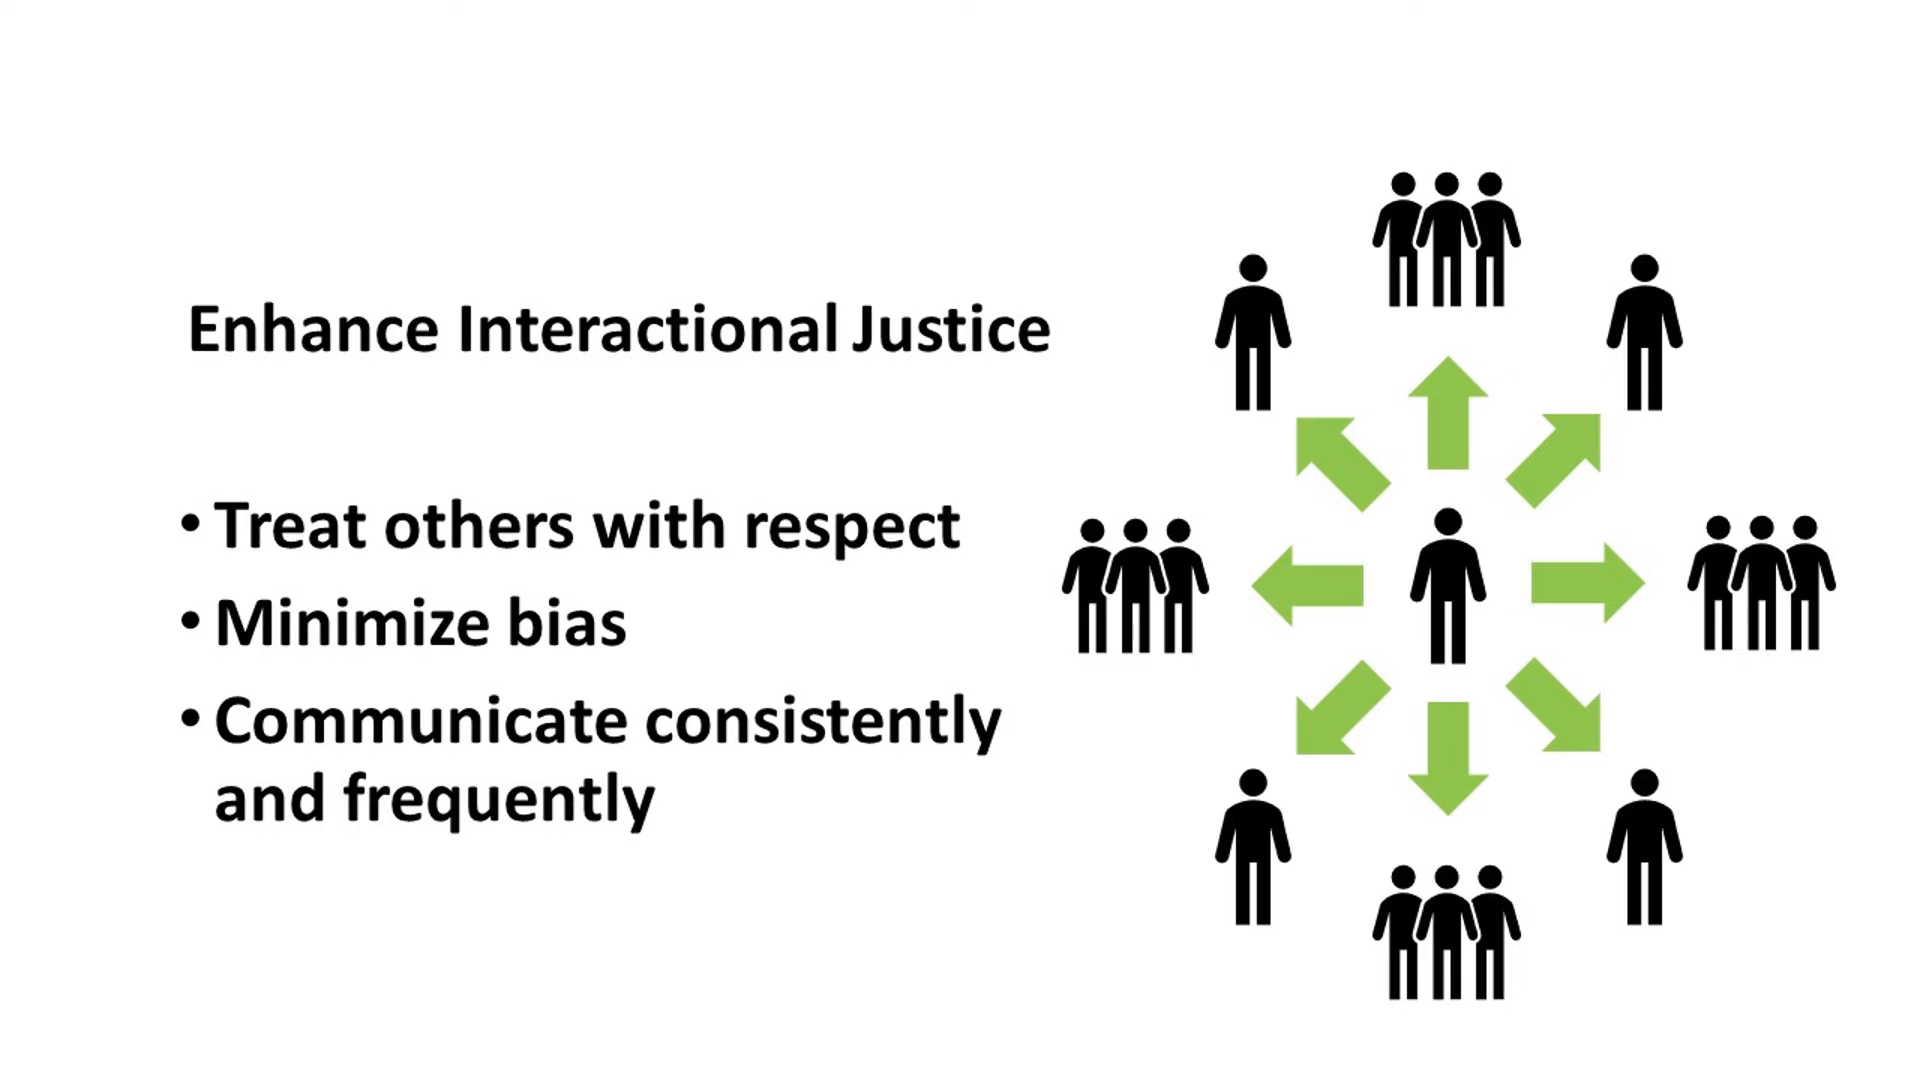 Enhance Interactional Justice
• Treat others with respect
• Minimize bias
• Communicate consistently
and frequently